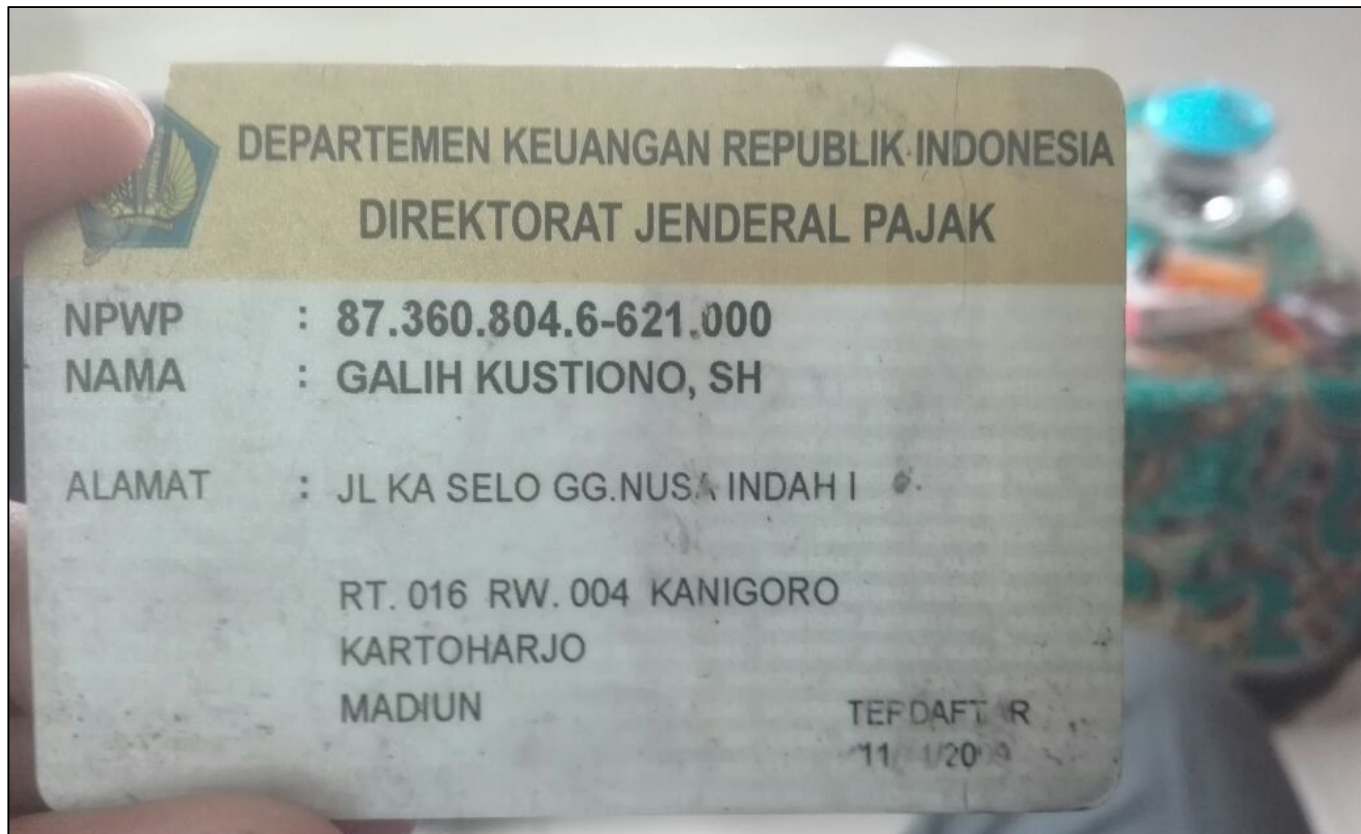 DEPARTEMEN KEUANGAN REPUBLIK INDONESIA
DIREKTORAT JENDERAL PAJAK
NPWP : 87.360.804.6-621.000
NAMA : GALIH KUSTIONO, SH
ALAMAT : JL KA SELO GG.NUSA INDAH I
RT. 016 RW. 004 KANIGORO
KARTOHARJO
MADIUN
TERDAFTAR